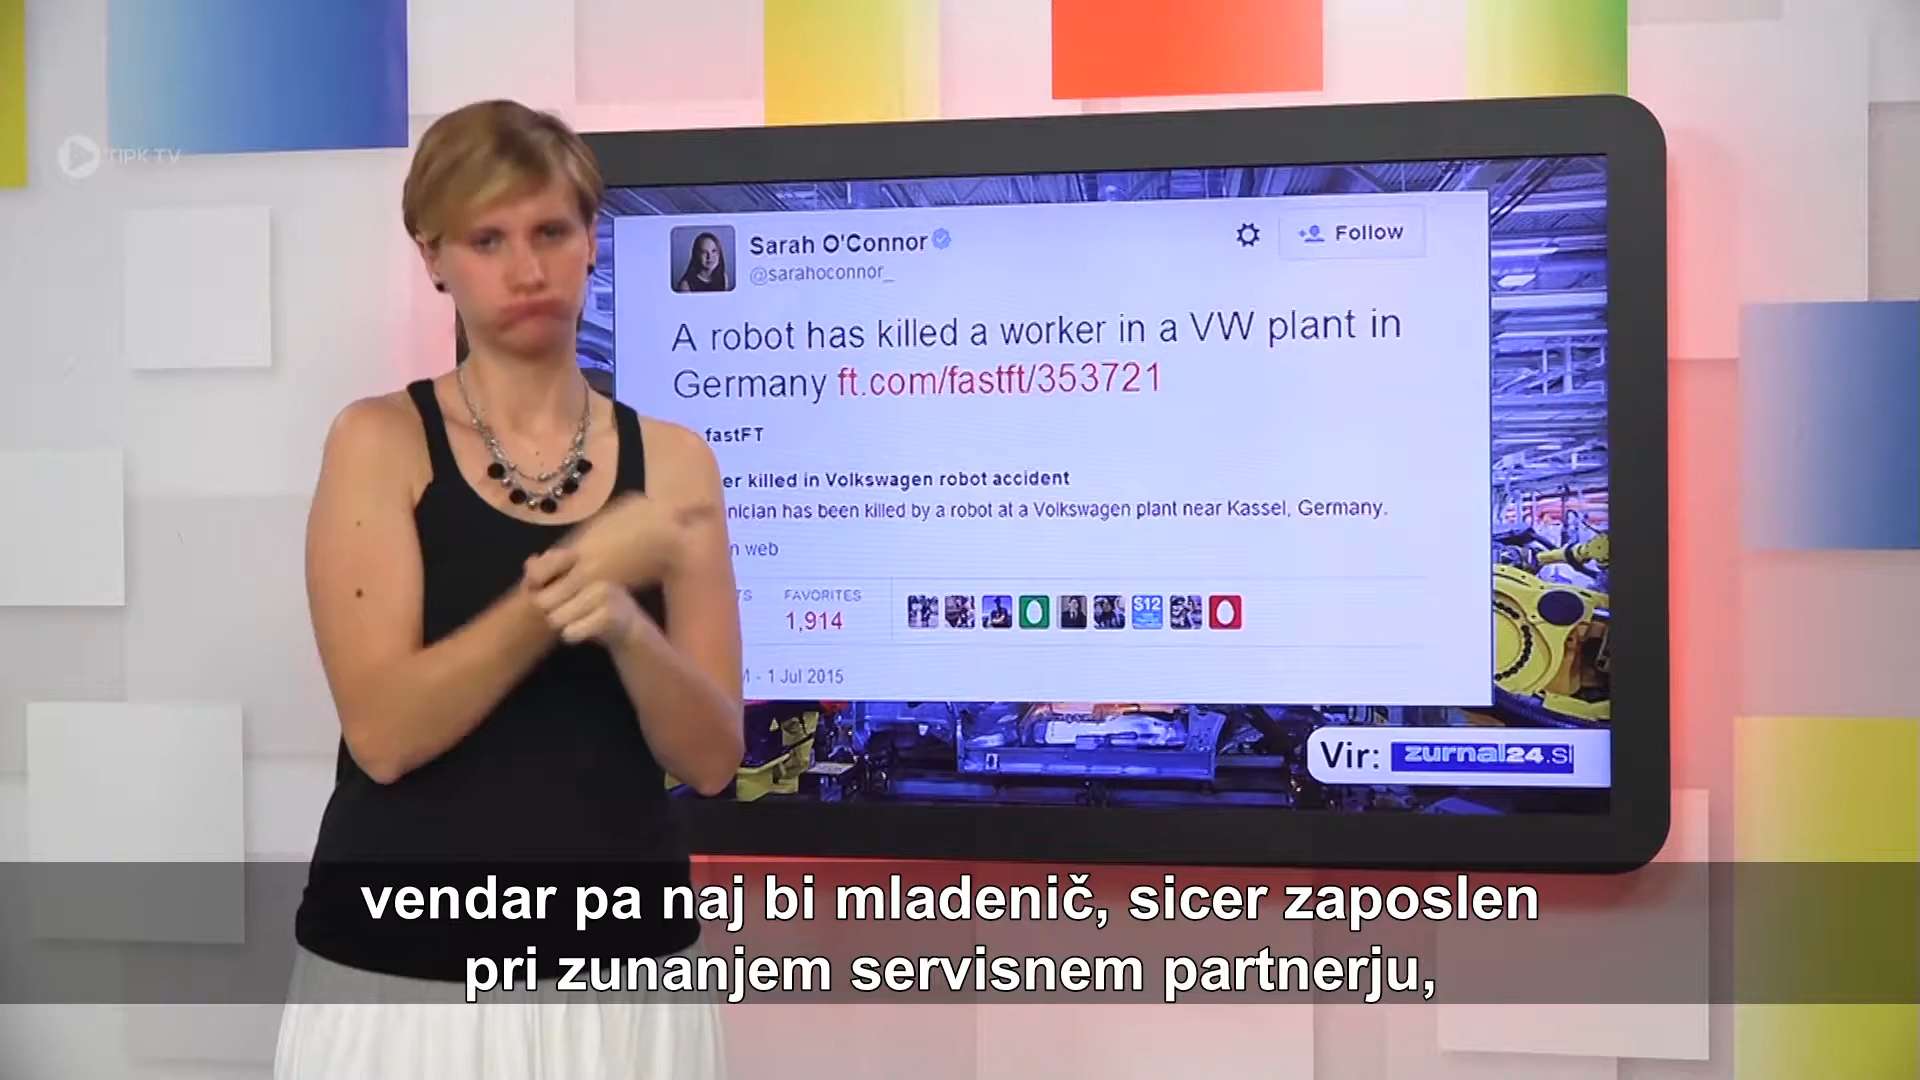 TIPK TV
Sarah O'Connor
@sarahoconnor_
Follow
A robot has killed a worker in a VW plant in
Germany ft.com/fastft/353721
fastFT
er killed in Volkswagen robot accident
nician has been killed by a robot at a Volkswagen plant near Kassel, Germany.
n web
TS FAVORITES
1,914
S12
M - 1 Jul 2015
Vir: zurnal24.si
vendar pa naj bi mladenič, sicer zaposlen
pri zunanjem servisnem partnerju,